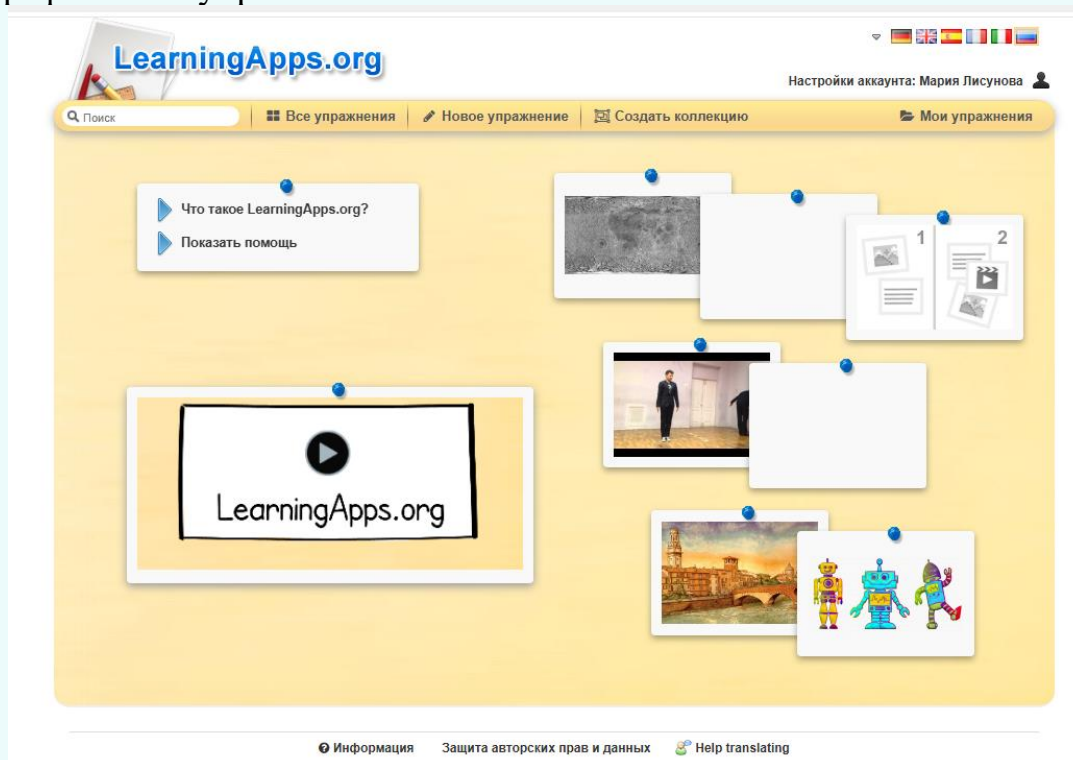 LearningApps.org
Настройки аккаунта: Мария Лисунова
Поиск
Все упражнения
Новое упражнение
Создать коллекцию
Мои упражнения
Что такое LearningApps.org?
Показать помощь
1
2
LearningApps.org
Информация
Защита авторских прав и данных
Help translating